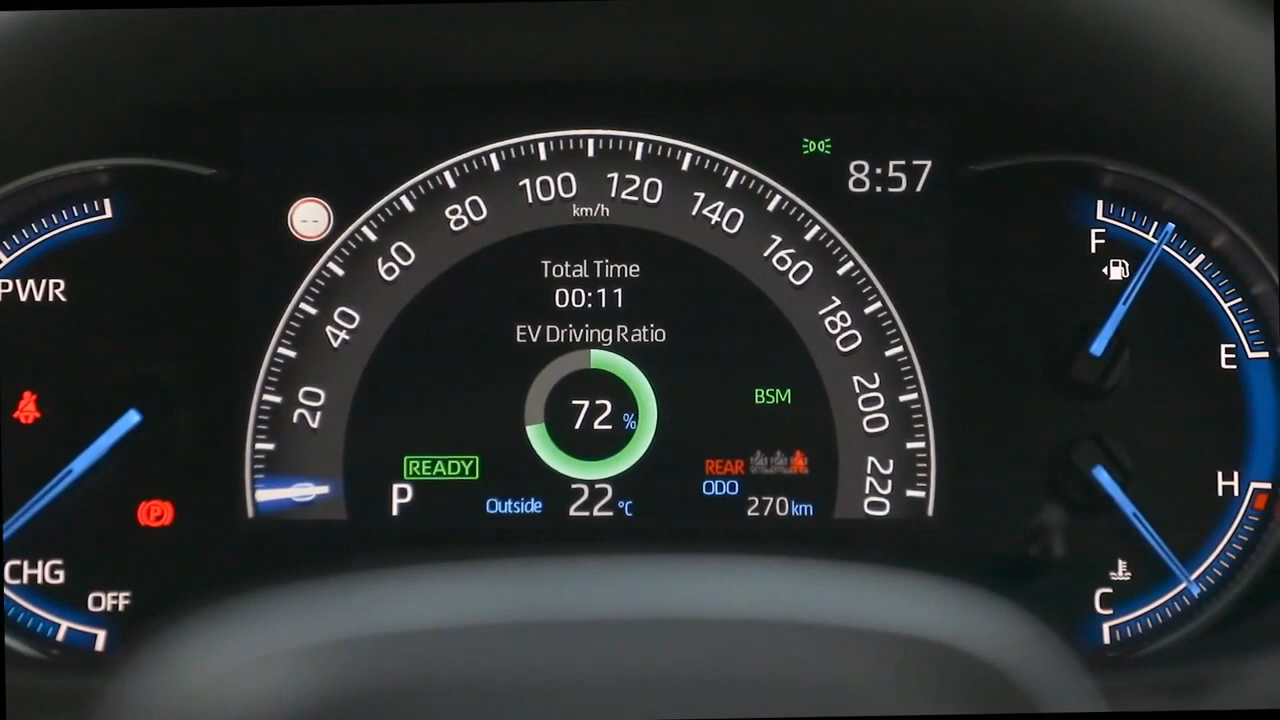 8:57
100 120
km/h
80 140
60 160
40 180
20 200
220
Total Time
00:11
EV Driving Ratio
72 %
BSM
READY
REAR
P
Outside 22 °C
ODO
270 km
--
PWR
CHG
OFF
F
E
H
C
P